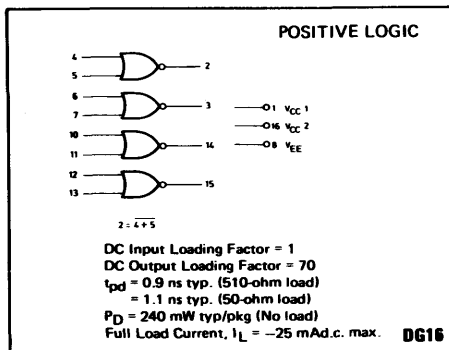 POSITIVE LOGIC
4
5
2
6
7
3
10
11
14
12
13
15
1 VCC 1
16 VCC 2
8 VEE
2 = 4 + 5
DC Input Loading Factor = 1
DC Output Loading Factor = 70
tpd = 0.9 ns typ. (510-ohm load)
= 1.1 ns typ. (50-ohm load)
PD = 240 mW typ/pkg (No load)
Full Load Current, IL = −25 mAd.c. max.
DG16